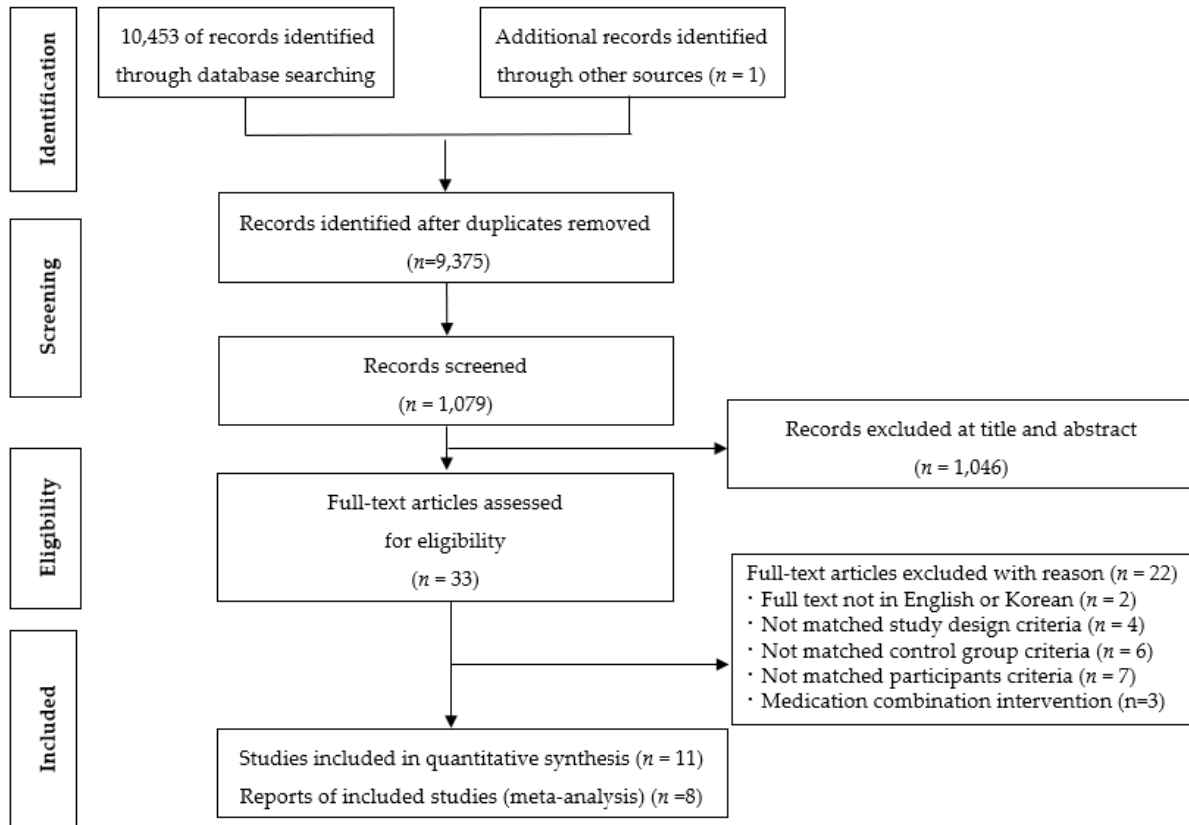 Identification
10,453 of records identified
through database searching
Additional records identified
through other sources (n = 1)
Screening
Records identified after duplicates removed
(n=9,375)
Records screened
(n = 1,079)
Records excluded at title and abstract
(n = 1,046)
Eligibility
Full-text articles assessed
for eligibility
(n = 33)
Full-text articles excluded with reason (n = 22)
· Full text not in English or Korean (n = 2)
· Not matched study design criteria (n = 4)
· Not matched control group criteria (n = 6)
· Not matched participants criteria (n = 7)
· Medication combination intervention (n=3)
Included
Studies included in quantitative synthesis (n = 11)
Reports of included studies (meta-analysis) (n =8)